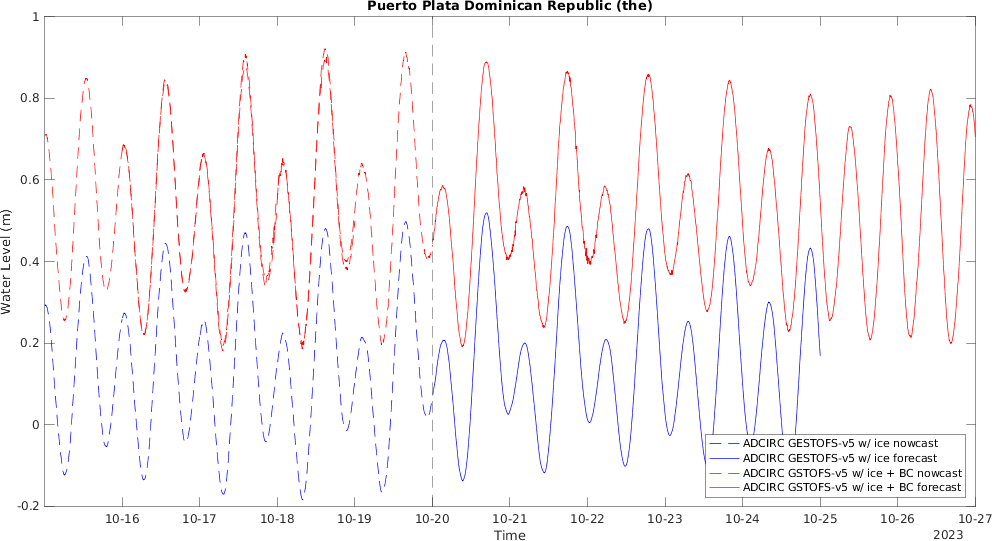 Puerto Plata Dominican Republic (the)
Water Level (m)
1
0.8
0.6
0.4
0.2
0
-0.2
ADCIRC GESTOFS-v5 w/ ice nowcast
ADCIRC GESTOFS-v5 w/ ice forecast
ADCIRC GSTOFS-v5 w/ ice + BC nowcast
ADCIRC GSTOFS-v5 w/ ice + BC forecast
10-16 10-17 10-18 10-19 10-20 10-21 10-22 10-23 10-24 10-25 10-26 10-27
Time
2023